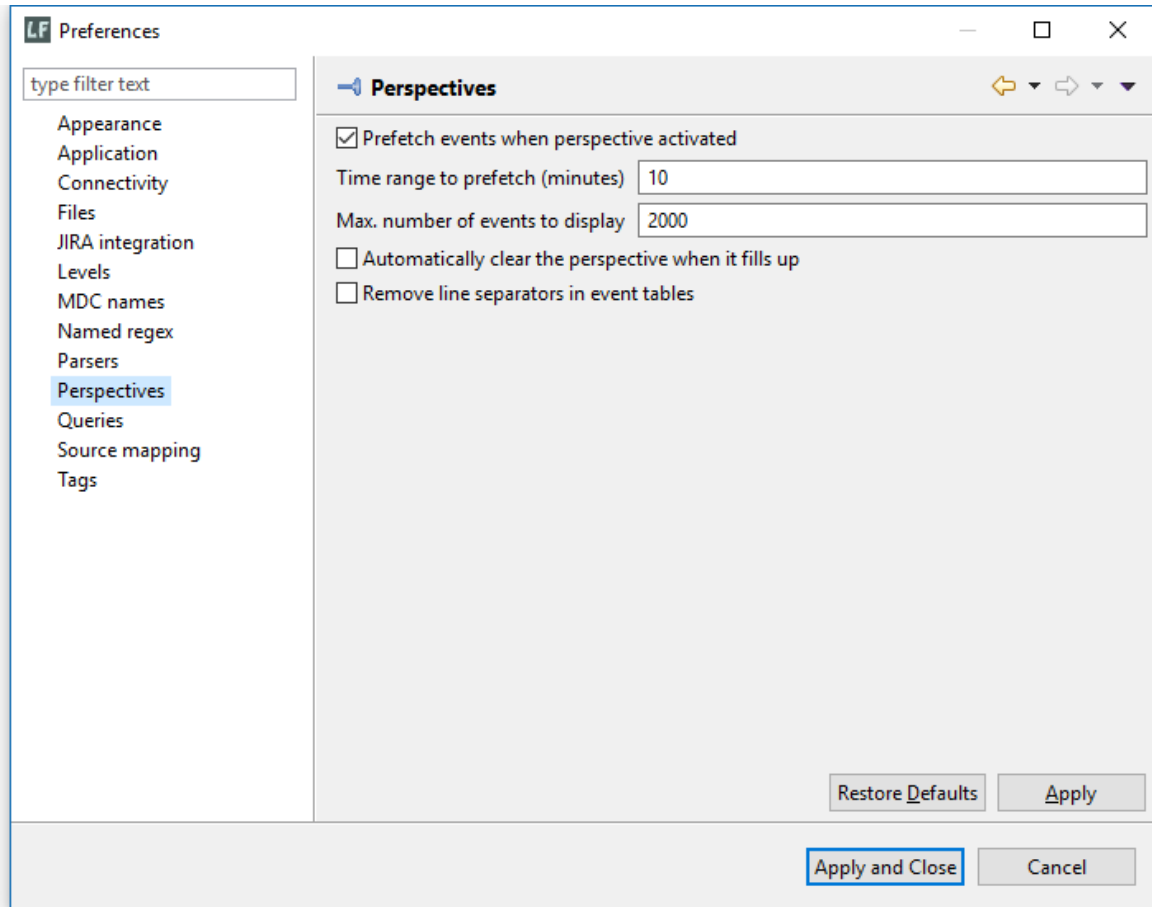 LF Preferences
type filter text
Appearance
Application
Connectivity
Files
JIRA integration
Levels
MDC names
Named regex
Parsers
Perspectives
Queries
Source mapping
Tags
Perspectives
Prefetch events when perspective activated
Time range to prefetch (minutes) 10
Max. number of events to display 2000
Automatically clear the perspective when it fills up
Remove line separators in event tables
Restore Defaults Apply
Apply and Close Cancel